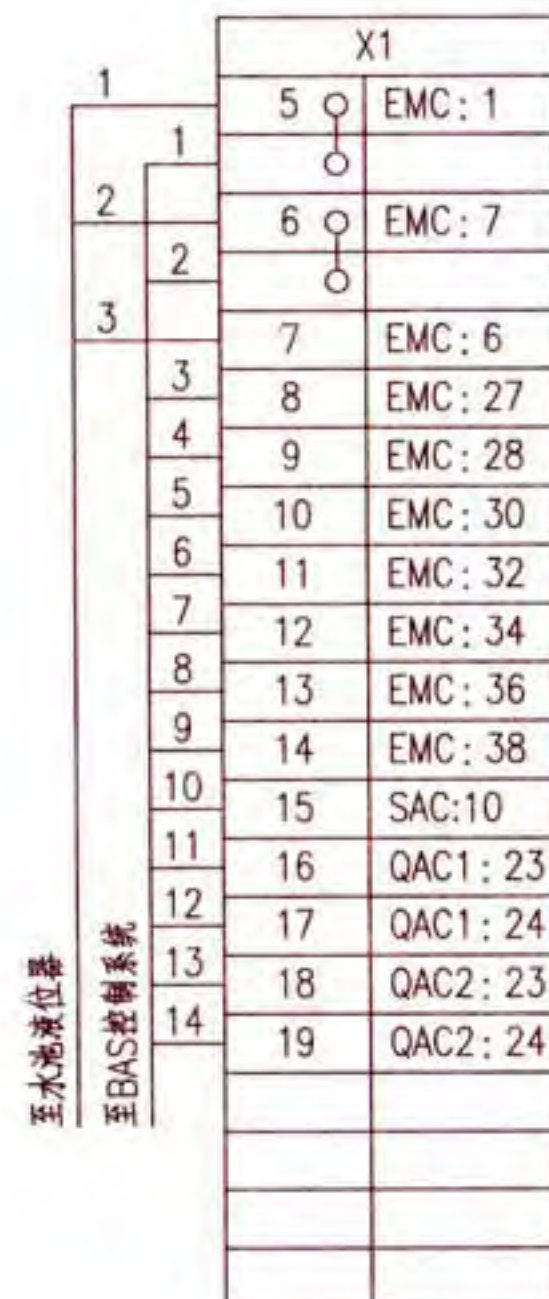 X1
1
5 EMC: 1
1
2
6 EMC: 7
2
3
7 EMC: 6
3
8 EMC: 27
4
9 EMC: 28
5
10 EMC: 30
6
11 EMC: 32
7
12 EMC: 34
8
13 EMC: 36
9
14 EMC: 38
10
15 SAC:10
11
16 QAC1: 23
12
17 QAC1: 24
13
18 QAC2: 23
14
19 QAC2: 24
至水池液位器
至BAS控制系统